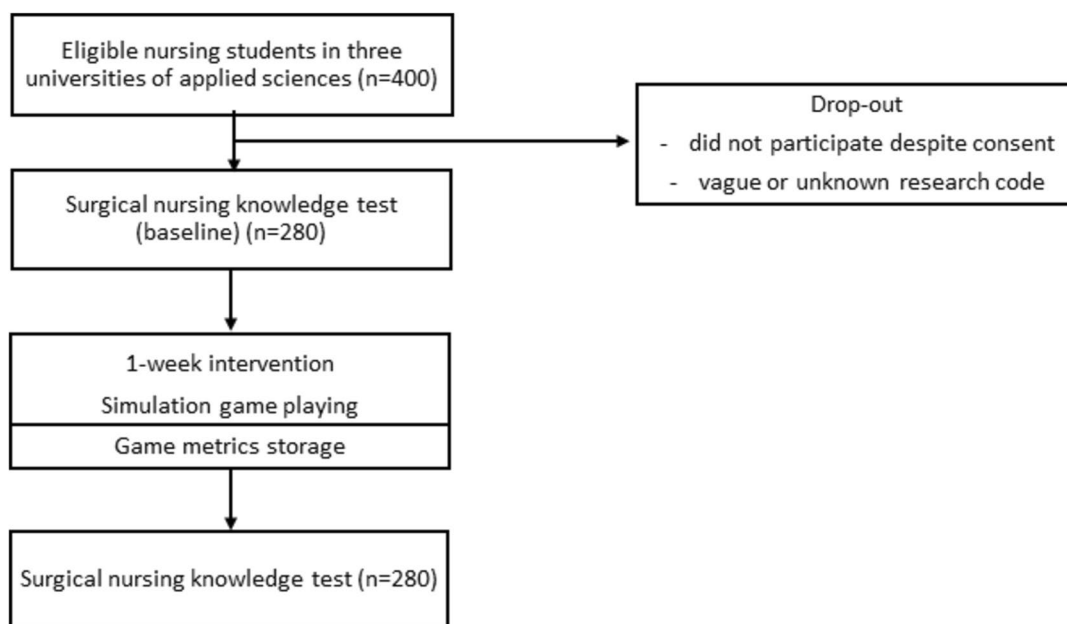 Eligible nursing students in three
universities of applied sciences (n=400)
Drop-out
- did not participate despite consent
- vague or unknown research code
Surgical nursing knowledge test
(baseline) (n=280)
1-week intervention
Simulation game playing
Game metrics storage
Surgical nursing knowledge test (n=280)